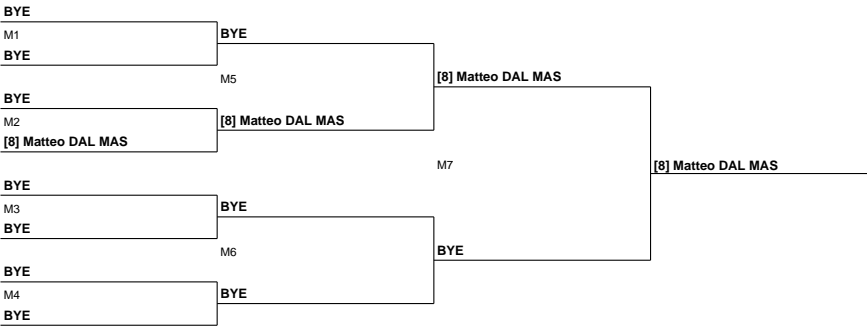 BYE
M1
BYE
BYE
M5
[8] Matteo DAL MAS
BYE
M2
[8] Matteo DAL MAS
[8] Matteo DAL MAS
M7
[8] Matteo DAL MAS
BYE
M3
BYE
BYE
M6
BYE
BYE
M4
BYE
BYE